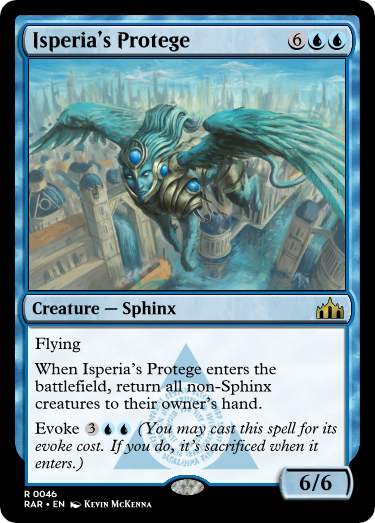 Isperia's Protege 6
Creature — Sphinx
Flying
When Isperia's Protege enters the
battlefield, return all non-Sphinx
creatures to their owner's hand.
Evoke 3 (You may cast this spell for its
evoke cost. If you do, it's sacrificed when it
enters.)
6/6
R 0046
RAR • EN Kevin McKenna